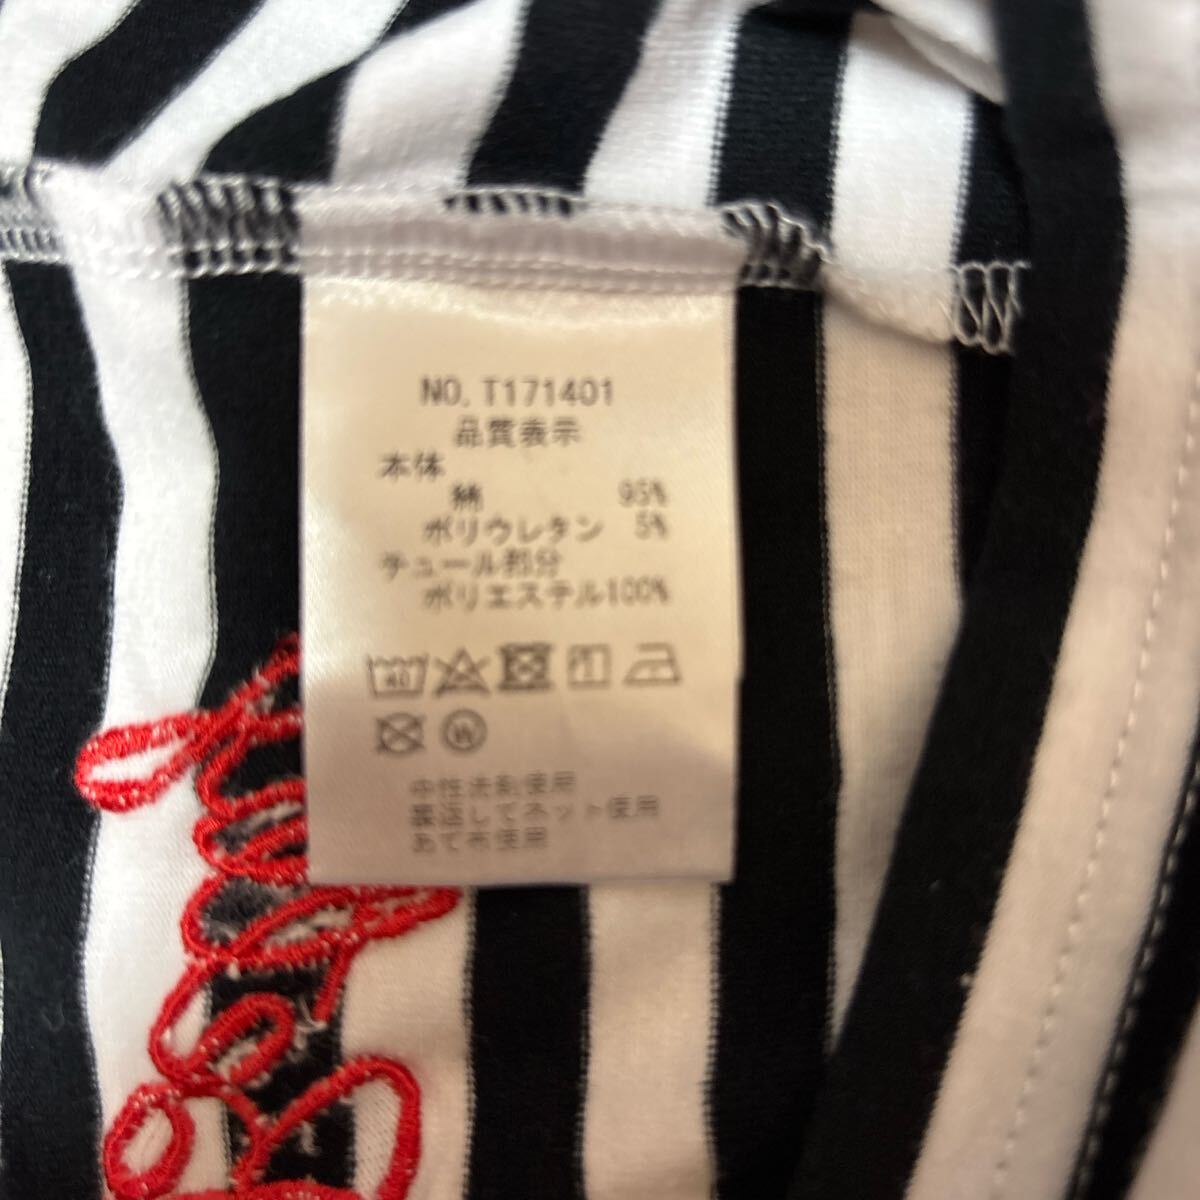 NO.T171401
品質表示
本体
綿 95%
ポリウレタン 5%
チュール部分
ポリエステル100%
40
W
中性洗剤使用
裏返してネット使用
あて布使用